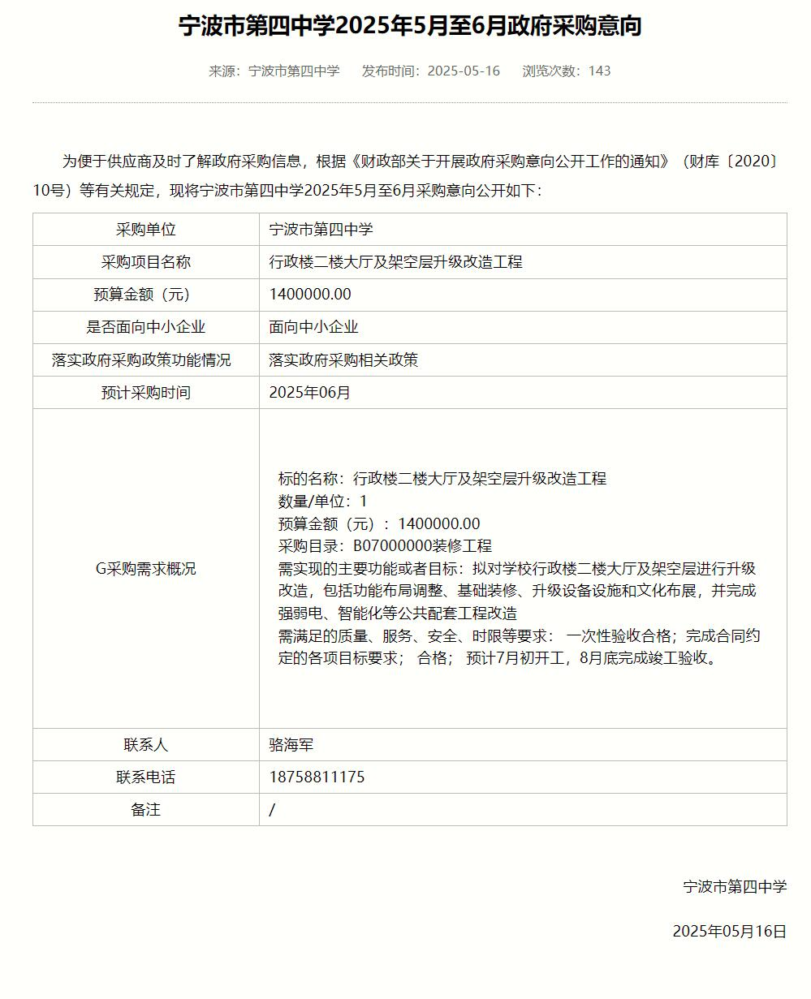 宁波市第四中学2025年5月至6月政府采购意向
来源：宁波市第四中学 发布时间：2025-05-16 浏览次数：143
为便于供应商及时了解政府采购信息，根据《财政部关于开展政府采购意向公开工作的通知》（财库〔2020〕
10号）等有关规定，现将宁波市第四中学2025年5月至6月采购意向公开如下：
采购单位 宁波市第四中学
采购项目名称 行政楼二楼大厅及架空层升级改造工程
预算金额（元） 1400000.00
是否面向中小企业 面向中小企业
落实政府采购政策功能情况 落实政府采购相关政策
预计采购时间 2025年06月
G采购需求概况
标的名称：行政楼二楼大厅及架空层升级改造工程
数量/单位：1
预算金额（元）：1400000.00
采购目录：B07000000装修工程
需实现的主要功能或者目标：拟对学校行政楼二楼大厅及架空层进行升级
改造，包括功能布局调整、基础装修、升级设备设施和文化布展，并完成
强弱电、智能化等公共配套工程改造
需满足的质量、服务、安全、时限等要求： 一次性验收合格；完成合同约
定的各项目标要求； 合格； 预计7月初开工，8月底完成竣工验收。
联系人 骆海军
联系电话 18758811175
备注 /
宁波市第四中学
2025年05月16日